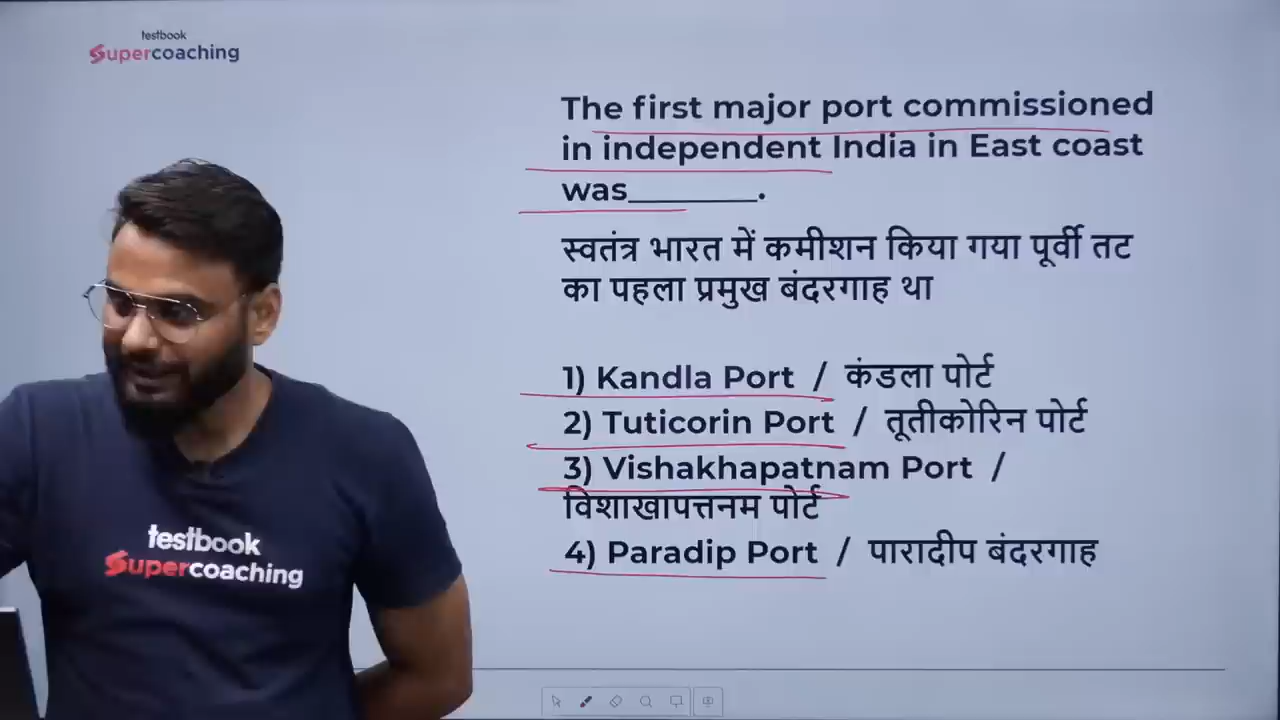 testbook
Supercoaching
The first major port commissioned
in independent India in East coast
was_______.
स्वतंत्र भारत में कमीशन किया गया पूर्वी तट
का पहला प्रमुख बंदरगाह था
1) Kandla Port / कंडला पोर्ट
2) Tuticorin Port / तूतीकोरिन पोर्ट
3) Vishakhapatnam Port /
विशाखापत्तनम पोर्ट
4) Paradip Port / पारादीप बंदरगाह
testbook
Supercoaching